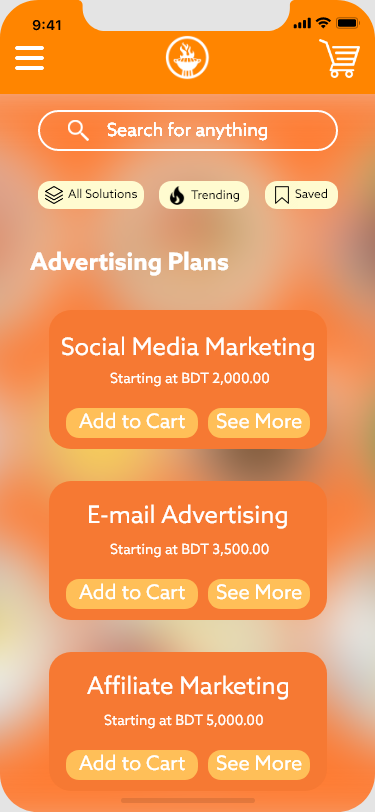 9:41
Search for anything
All Solutions
Trending
Saved
Advertising Plans
Social Media Marketing
Starting at BDT 2,000.00
Add to Cart
See More
E-mail Advertising
Starting at BDT 3,500.00
Add to Cart
See More
Affiliate Marketing
Starting at BDT 5,000.00
Add to Cart
See More